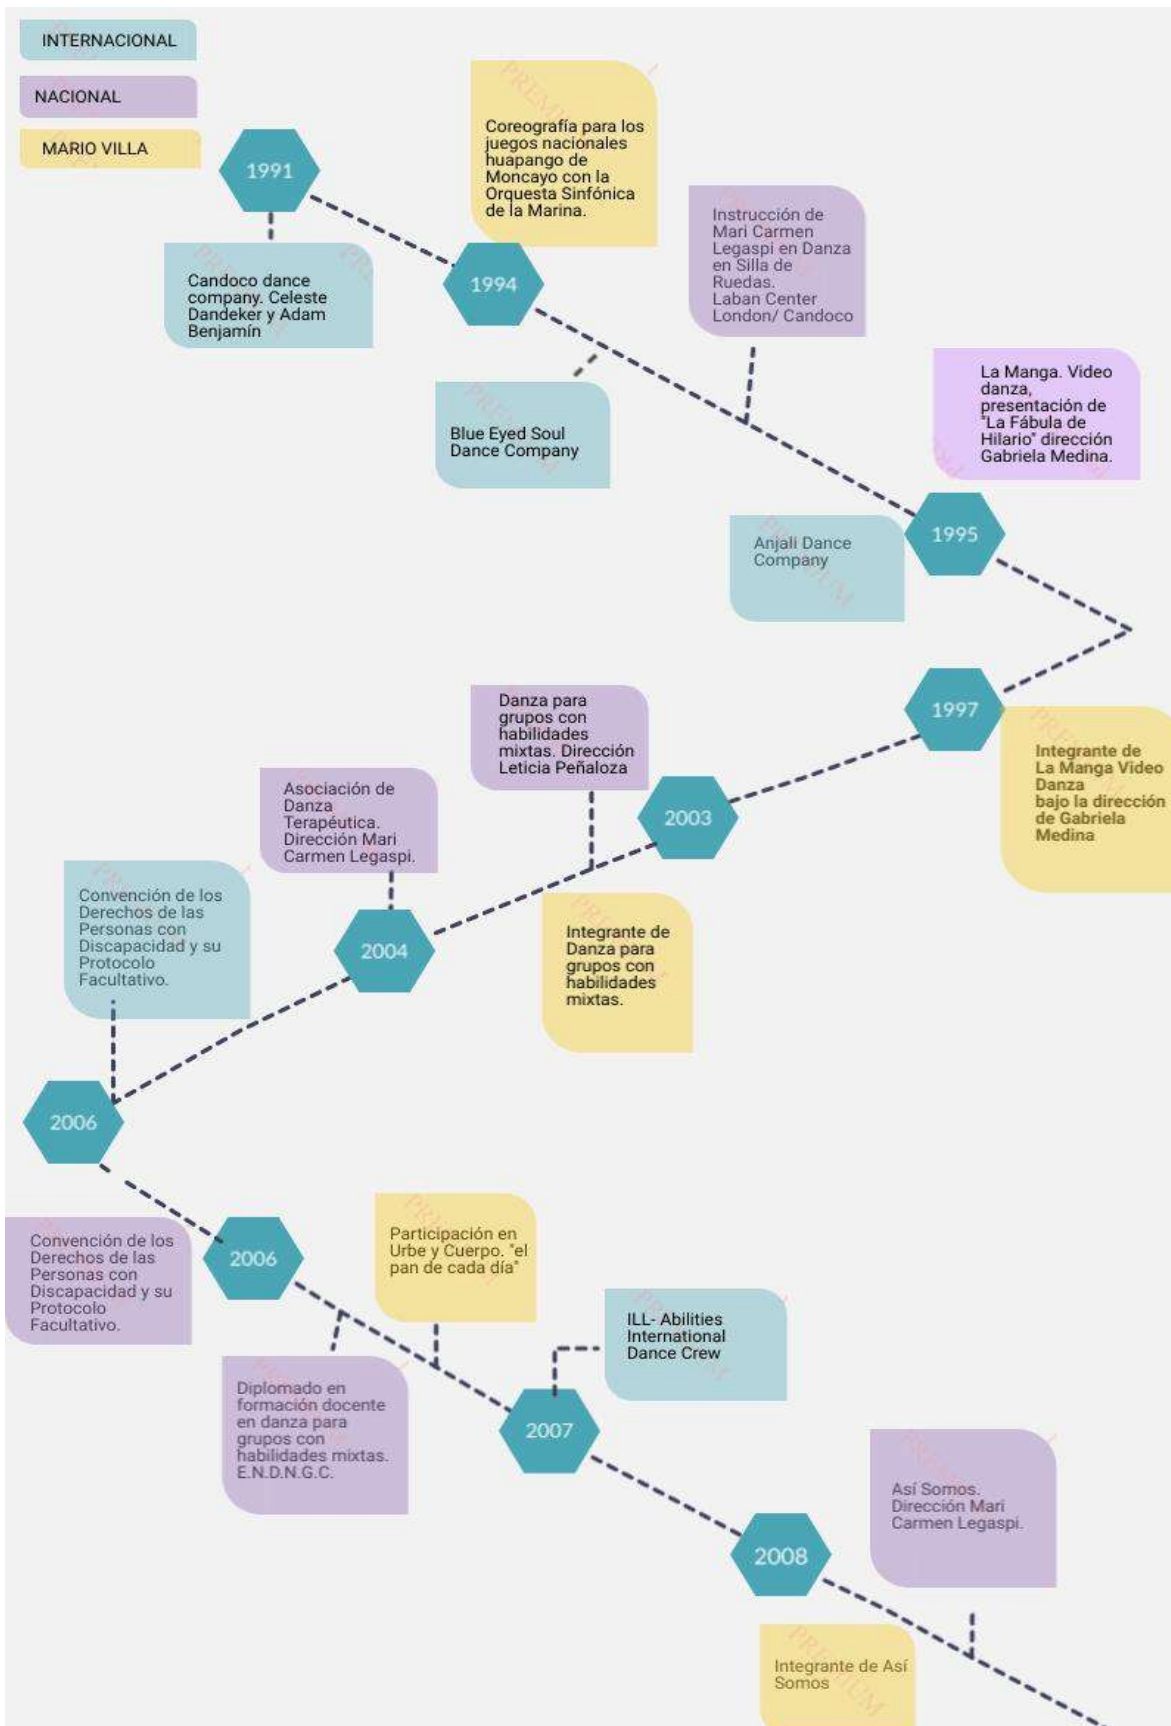 INTERNACIONAL
NACIONAL
MARIO VILLA
1991
Candoco dance
company. Celeste
Dandeker y Adam
Benjamín
Coreografía para los
juegos nacionales
huapango de
Moncayo con la
Orquesta Sinfónica
de la Marina.
1994
Blue Eyed Soul
Dance Company
Instrucción de
Mari Carmen
Legaspi en Danza
en Silla de
Ruedas.
Laban Center
London/ Candoco
La Manga. Video
danza,
presentación de
"La Fábula de
Hilario" dirección
Gabriela Medina.
1995
Anjali Dance
Company
1997
Integrante de
La Manga Video
Danza
bajo la dirección
de Gabriela
Medina
Danza para
grupos con
habilidades
mixtas. Dirección
Leticia Peñaloza
2003
Integrante de
Danza para
grupos con
habilidades
mixtas.
Asociación de
Danza
Terapéutica.
Dirección Mari
Carmen Legaspi.
2004
Convención de los
Derechos de las
Personas con
Discapacidad y su
Protocolo
Facultativo.
2006
Convención de los
Derechos de las
Personas con
Discapacidad y su
Protocolo
Facultativo.
2006
Participación en
Urbe y Cuerpo. "el
pan de cada día"
Diplomado en
formación docente
en danza para
grupos con
habilidades mixtas.
E.N.D.N.G.C.
ILL- Abilities
International
Dance Crew
2007
Así Somos.
Dirección Mari
Carmen Legaspi.
2008
Integrante de Así
Somos